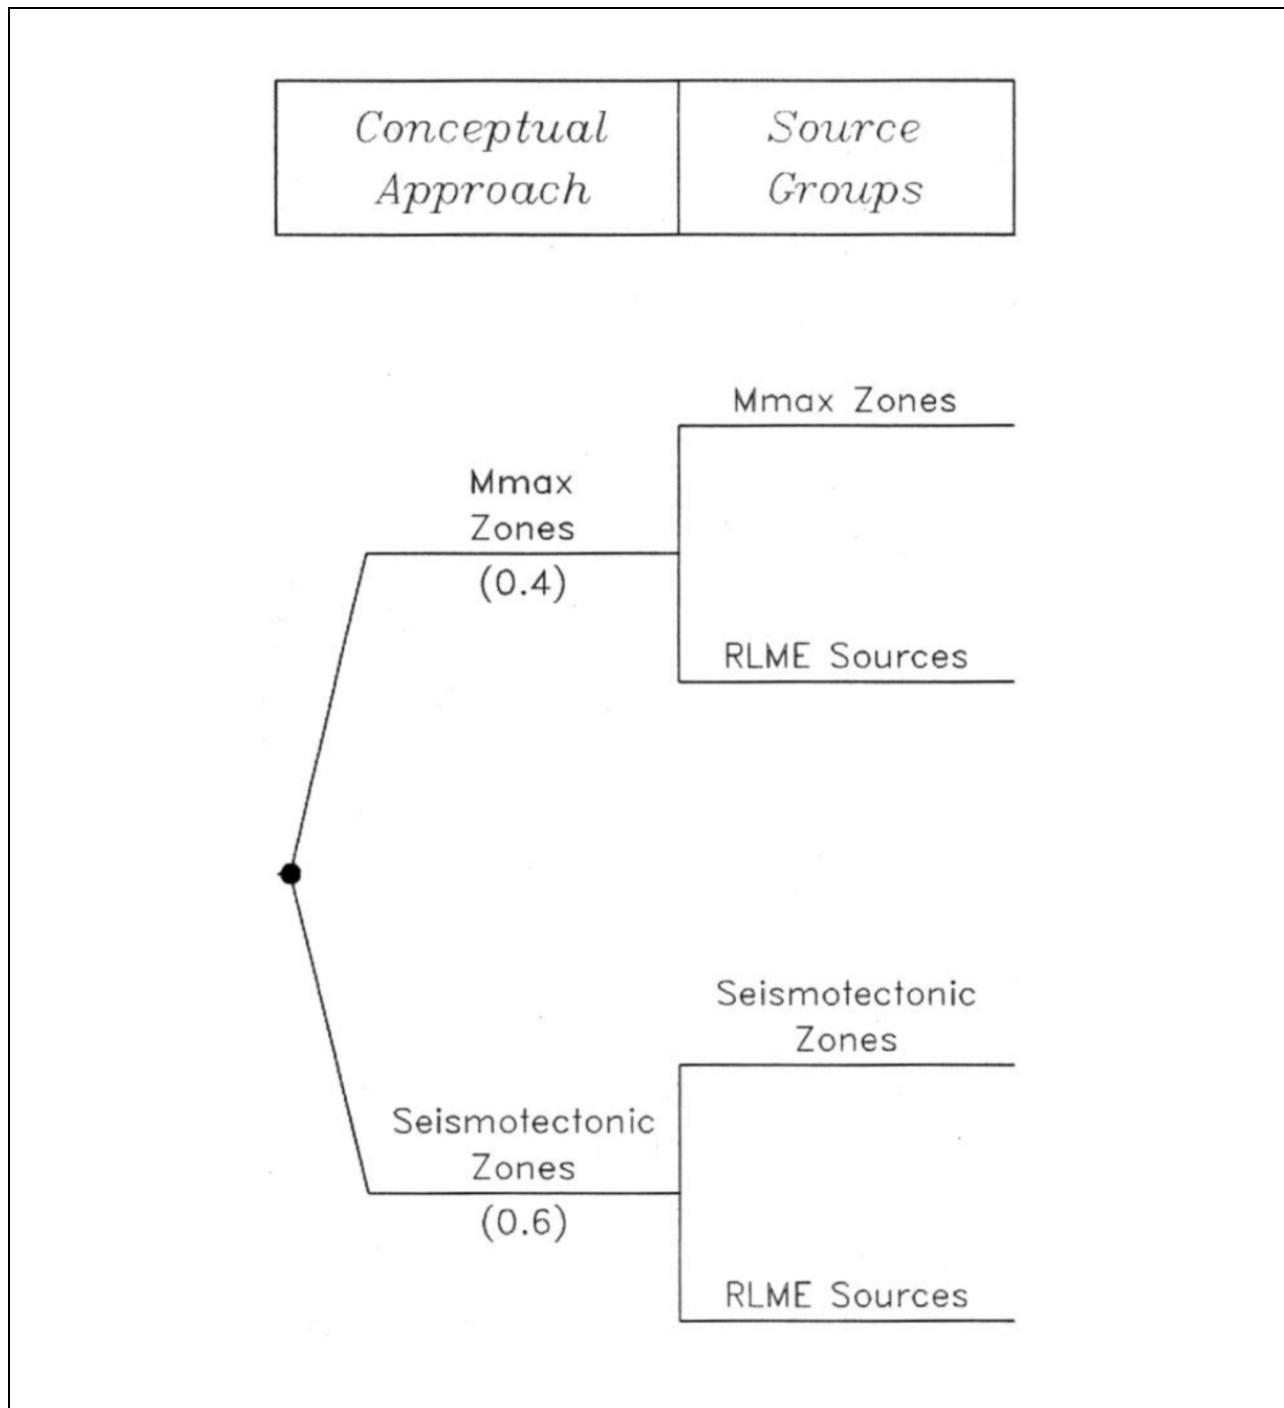 Conceptual
Approach
Source
Groups
Mmax Zones
Mmax
Zones
(0.4)
RLME Sources
Seismotectonic
Zones
Seismotectonic
Zones
(0.6)
RLME Sources